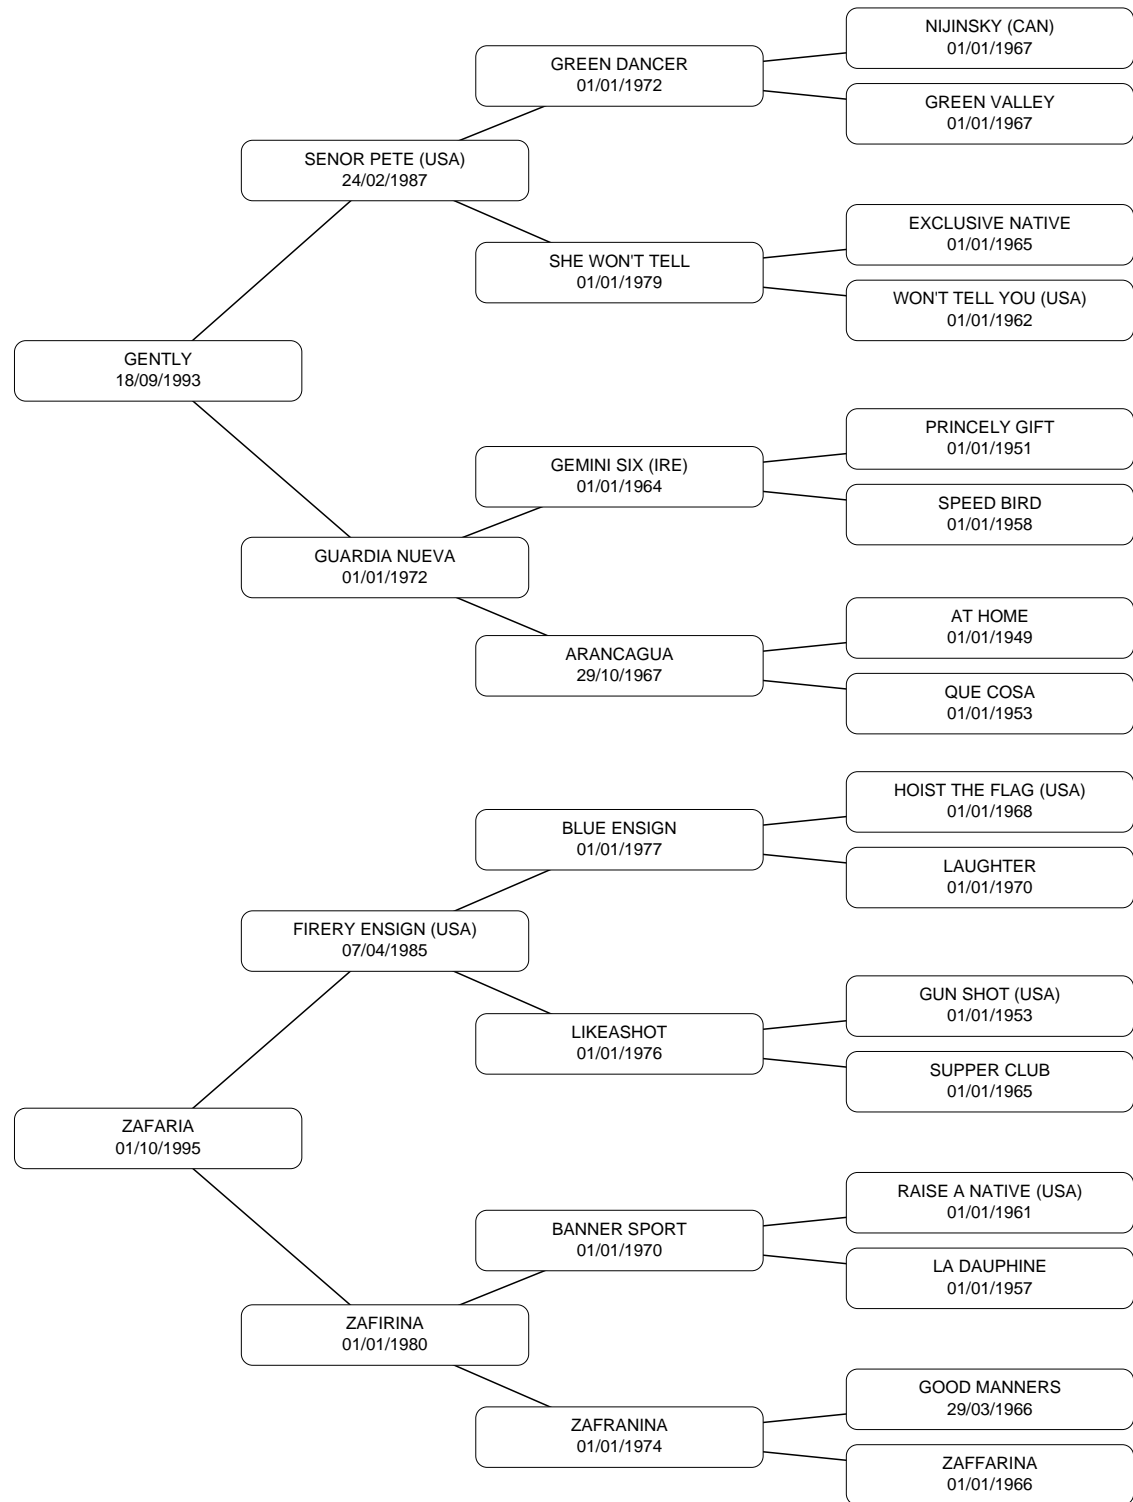 NIJINSKY (CAN)
01/01/1967
GREEN DANCER
01/01/1972
GREEN VALLEY
01/01/1967
SENOR PETE (USA)
24/02/1987
EXCLUSIVE NATIVE
01/01/1965
SHE WON'T TELL
01/01/1979
WON'T TELL YOU (USA)
01/01/1962
GENTLY
18/09/1993
PRINCELY GIFT
01/01/1951
GEMINI SIX (IRE)
01/01/1964
SPEED BIRD
01/01/1958
GUARDIA NUEVA
01/01/1972
AT HOME
01/01/1949
ARANCAGUA
29/10/1967
QUE COSA
01/01/1953
HOIST THE FLAG (USA)
01/01/1968
BLUE ENSIGN
01/01/1977
LAUGHTER
01/01/1970
FIRERY ENSIGN (USA)
07/04/1985
GUN SHOT (USA)
01/01/1953
LIKEASHOT
01/01/1976
SUPPER CLUB
01/01/1965
ZAFARIA
01/10/1995
RAISE A NATIVE (USA)
01/01/1961
BANNER SPORT
01/01/1970
LA DAUPHINE
01/01/1957
ZAFIRINA
01/01/1980
GOOD MANNERS
29/03/1966
ZAFRANINA
01/01/1974
ZAFFARINA
01/01/1966